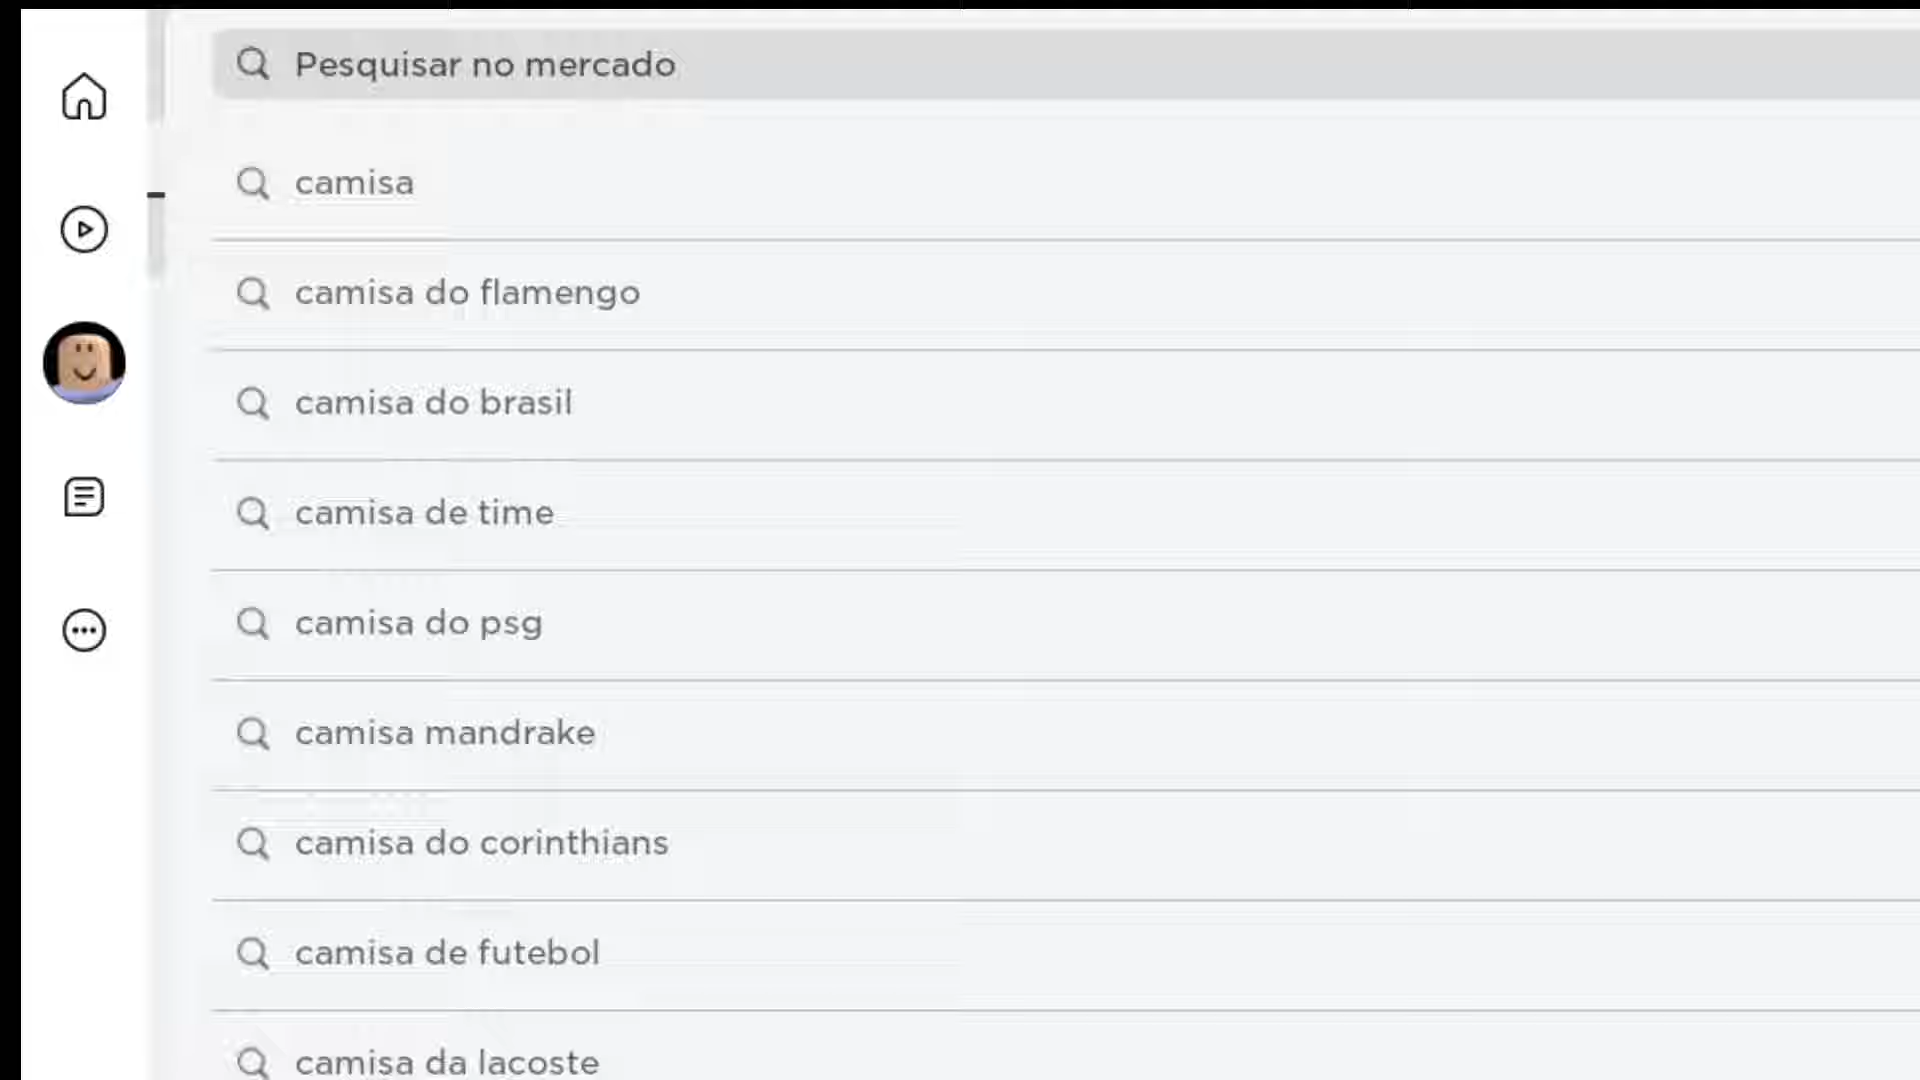 Pesquisar no mercado
camisa
camisa do flamengo
camisa do brasil
camisa de time
camisa do psg
camisa mandrake
camisa do corinthians
camisa de futebol
camisa da lacoste